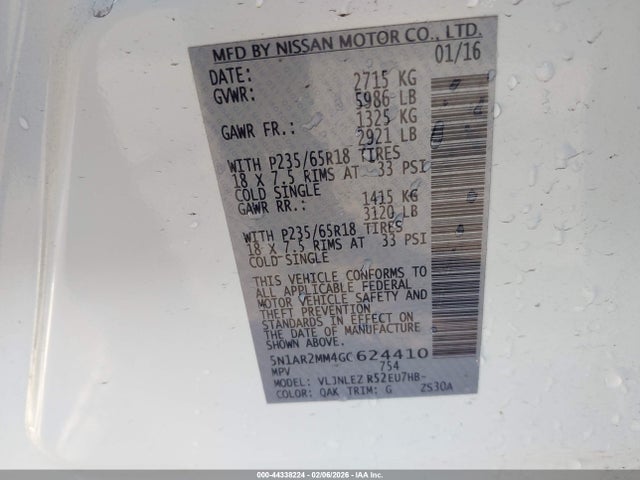 MFD BY NISSAN MOTOR CO., LTD.
DATE: 01/16
GVWR: 2715 KG
5986 LB
GAWR FR.: 1325 KG
2921 LB
WITH P235/65R18 TIRES
18 X 7.5 RIMS AT 33 PSI
COLD SINGLE
GAWR RR.: 1415 KG
3120 LB
WITH P235/65R18 TIRES
18 X 7.5 RIMS AT 33 PSI
COLD SINGLE
THIS VEHICLE CONFORMS TO
ALL APPLICABLE FEDERAL
MOTOR VEHICLE SAFETY AND
THEFT PREVENTION
STANDARDS IN EFFECT ON
THE DATE OF MANUFACTURE
SHOWN ABOVE.
5N1AR2MM4GC624410
MPV 754
MODEL: VLJNLEZ R52EU7HB-
COLOR: QAK TRIM: G ZS30A
000-44338224 - 02/06/2026 - IAA Inc.